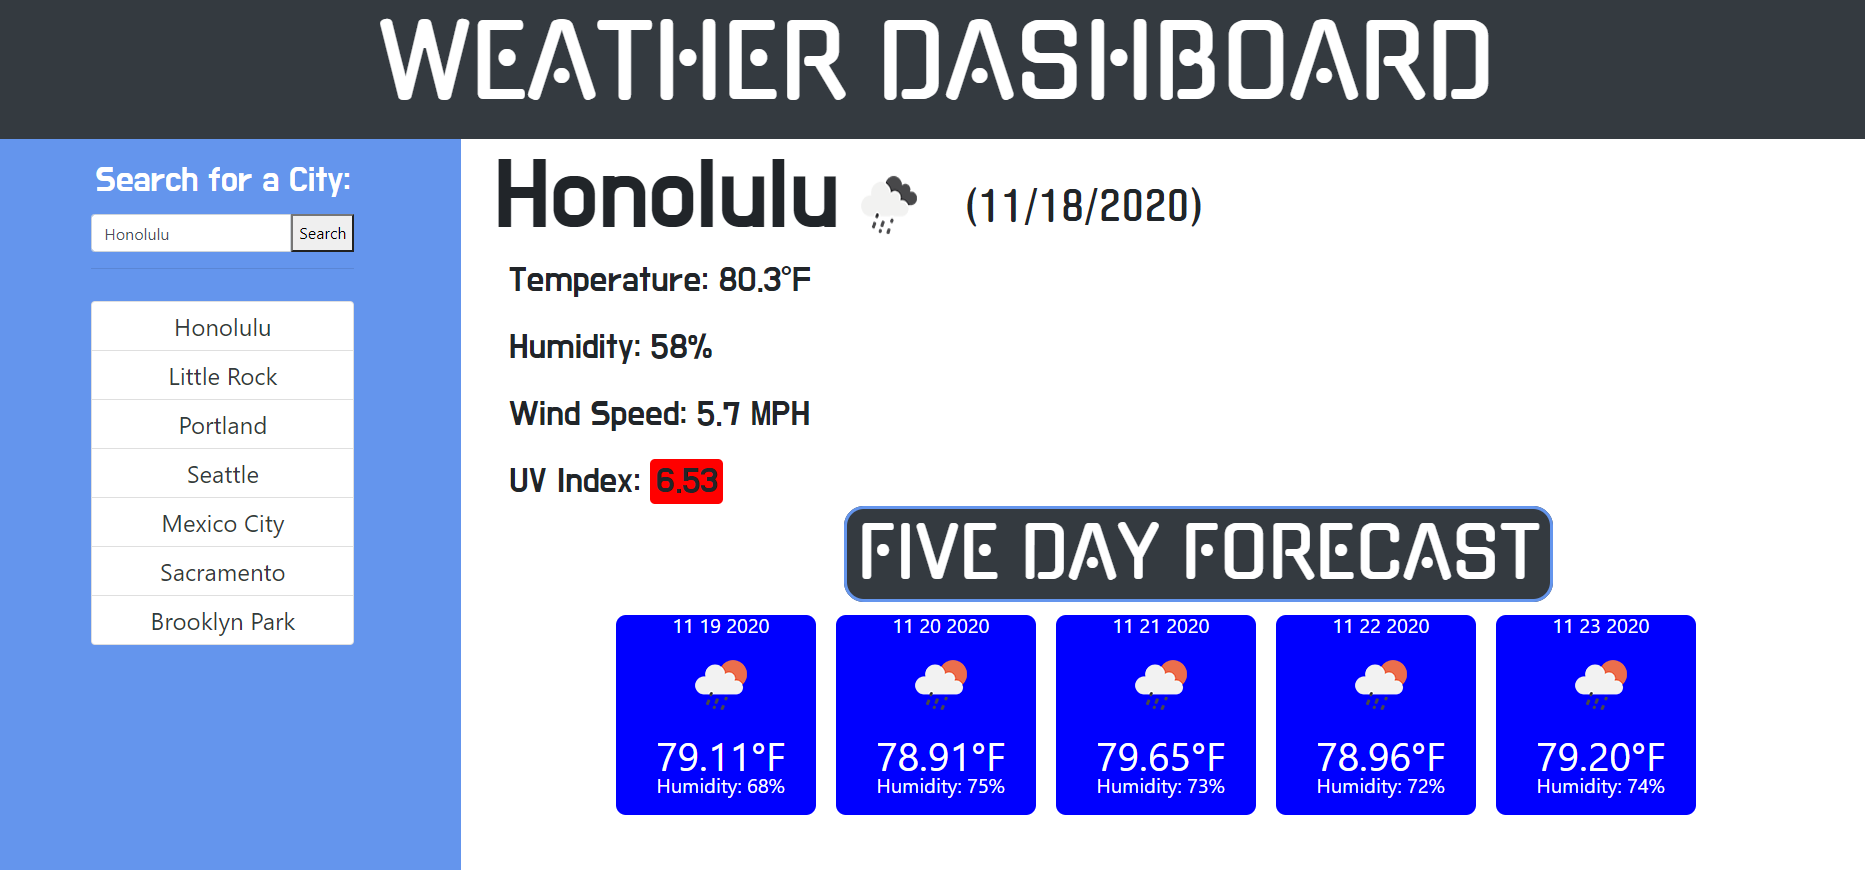 WEATHER DASHBOARD
Search for a City:
Honolulu
Search
Honolulu
Little Rock
Portland
Seattle
Mexico City
Sacramento
Brooklyn Park
Honolulu (11/18/2020)
Temperature: 80.3°F
Humidity: 58%
Wind Speed: 5.7 MPH
UV Index: 6.53
FIVE DAY FORECAST
11 19 2020
79.11°F
Humidity: 68%
11 20 2020
78.91°F
Humidity: 75%
11 21 2020
79.65°F
Humidity: 73%
11 22 2020
78.96°F
Humidity: 72%
11 23 2020
79.20°F
Humidity: 74%